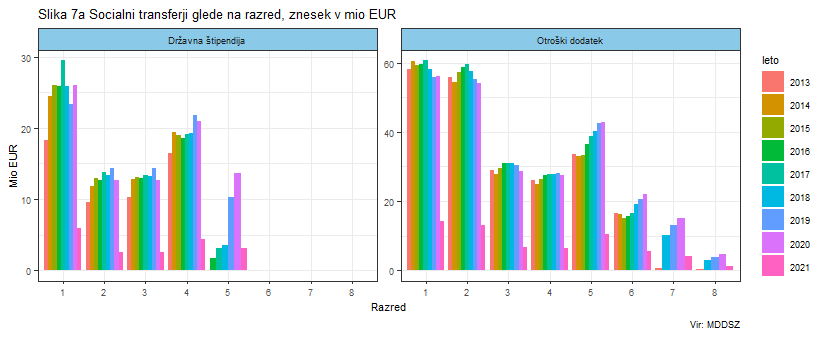 Slika 7a Socialni transferji glede na razred, znesek v mio EUR
Državna štipendija
Otroški dodatek
Mio EUR
30
20
10
0
60
40
20
0
1 2 3 4 5 6 7 8
1 2 3 4 5 6 7 8
Razred
leto
2013
2014
2015
2016
2017
2018
2019
2020
2021
Vir: MDDSZ